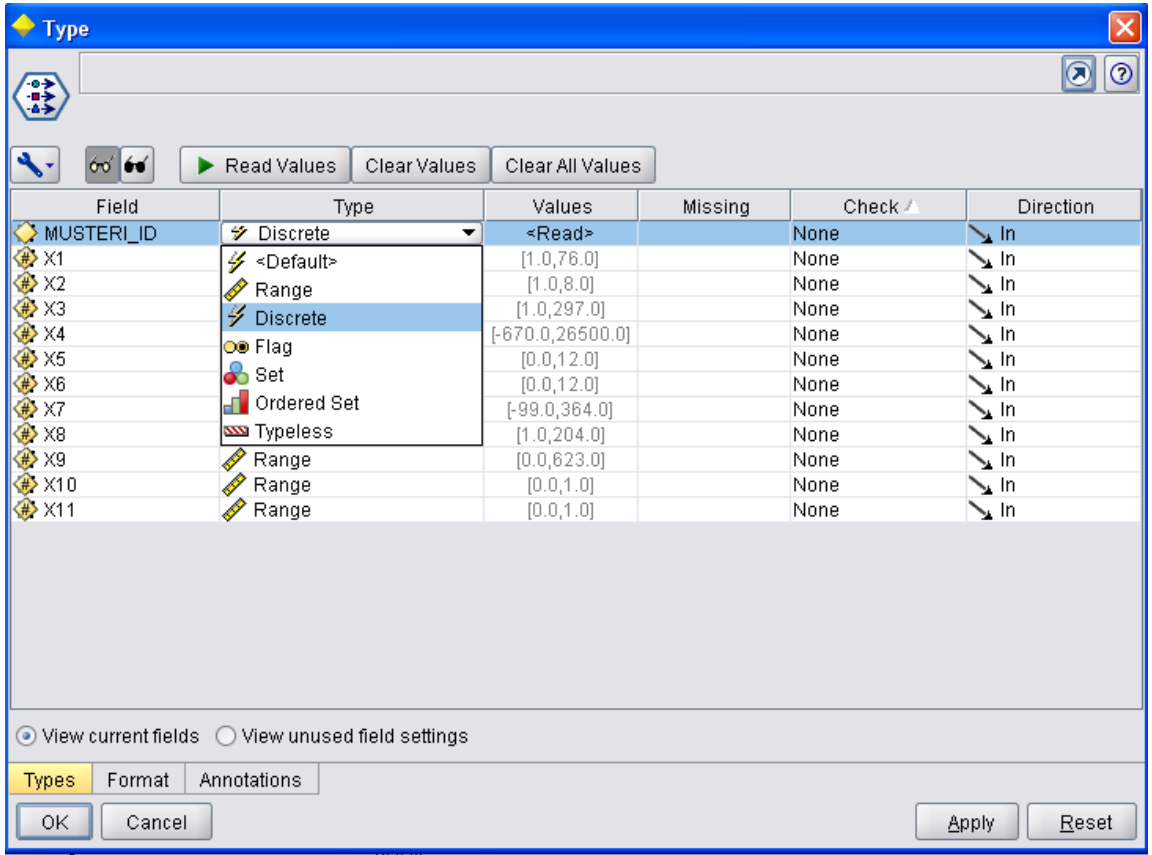 Type
Read Values Clear Values Clear All Values
Field Type Values Missing Check Direction
MUSTERI_ID Discrete <Read> None In
X1 <Default> [1.0,76.0] None In
X2 Range [1.0,8.0] None In
X3 Discrete [1.0,297.0] None In
X4 Flag [-670.0,26500.0] None In
X5 Set [0.0,12.0] None In
X6 Ordered Set [0.0,12.0] None In
X7 Typeless [-99.0,364.0] None In
X8 [1.0,204.0] None In
X9 Range [0.0,623.0] None In
X10 Range [0.0,1.0] None In
X11 Range [0.0,1.0] None In
View current fields View unused field settings
Types Format Annotations
OK Cancel Apply Reset